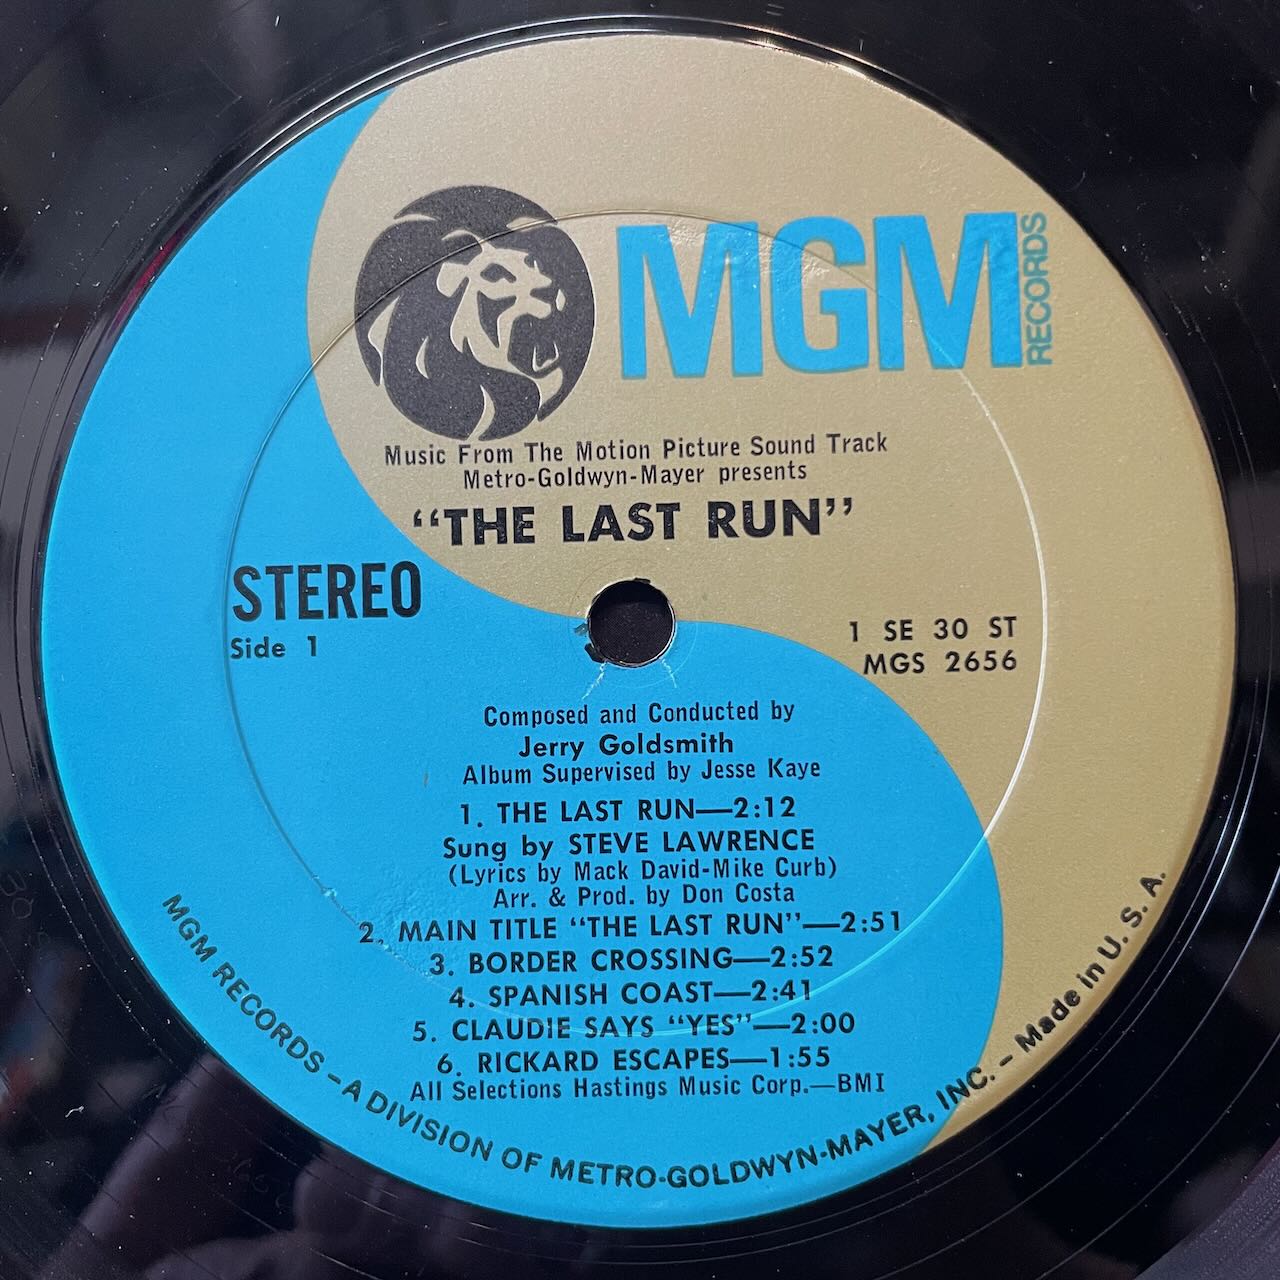 MGM RECORDS
Music From The Motion Picture Sound Track
Metro-Goldwyn-Mayer presents
“THE LAST RUN”
STEREO
Side 1
1 SE 30 ST
MGS 2656
Composed and Conducted by
Jerry Goldsmith
Album Supervised by Jesse Kaye
1. THE LAST RUN—2:12
Sung by STEVE LAWRENCE
(Lyrics by Mack David-Mike Curb)
Arr. & Prod. by Don Costa
2. MAIN TITLE “THE LAST RUN”—2:51
3. BORDER CROSSING—2:52
4. SPANISH COAST—2:41
5. CLAUDIE SAYS “YES”—2:00
6. RICKARD ESCAPES—1:55
All Selections Hastings Music Corp.—BMI
MGM RECORDS – A DIVISION OF METRO-GOLDWYN-MAYER, INC. – Made in U. S. A.